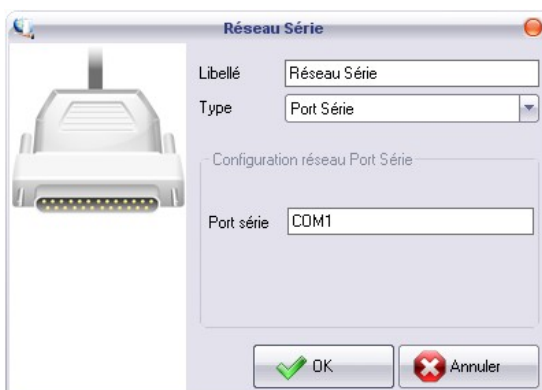 Réseau Série
Libellé Réseau Série
Type Port Série
Configuration réseau Port Série
Port série COM1
OK Annuler